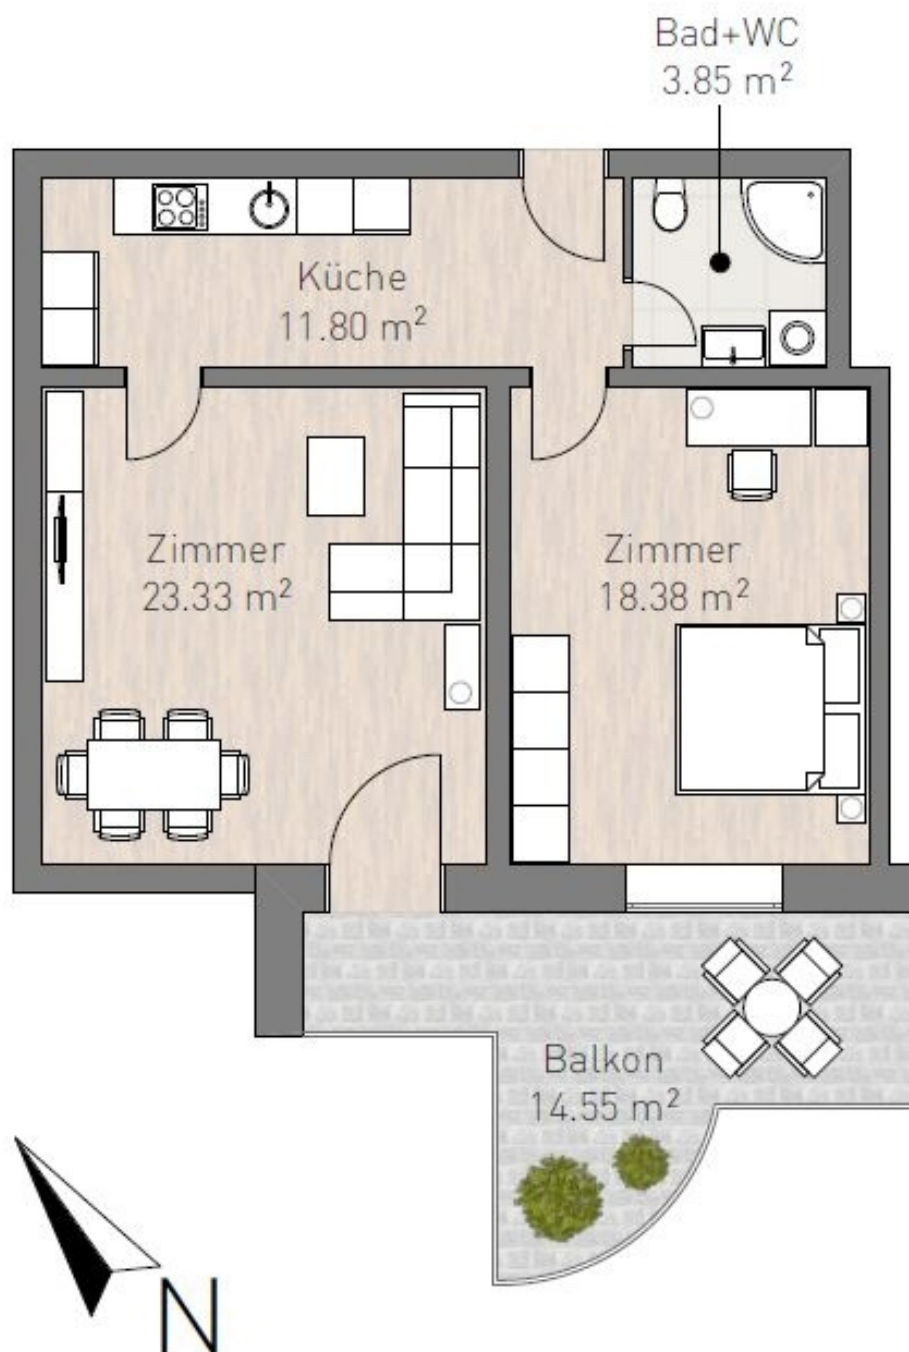 Bad+WC
3.85 m²
Küche
11.80 m²
Zimmer
23.33 m²
Zimmer
18.38 m²
Balkon
14.55 m²
N